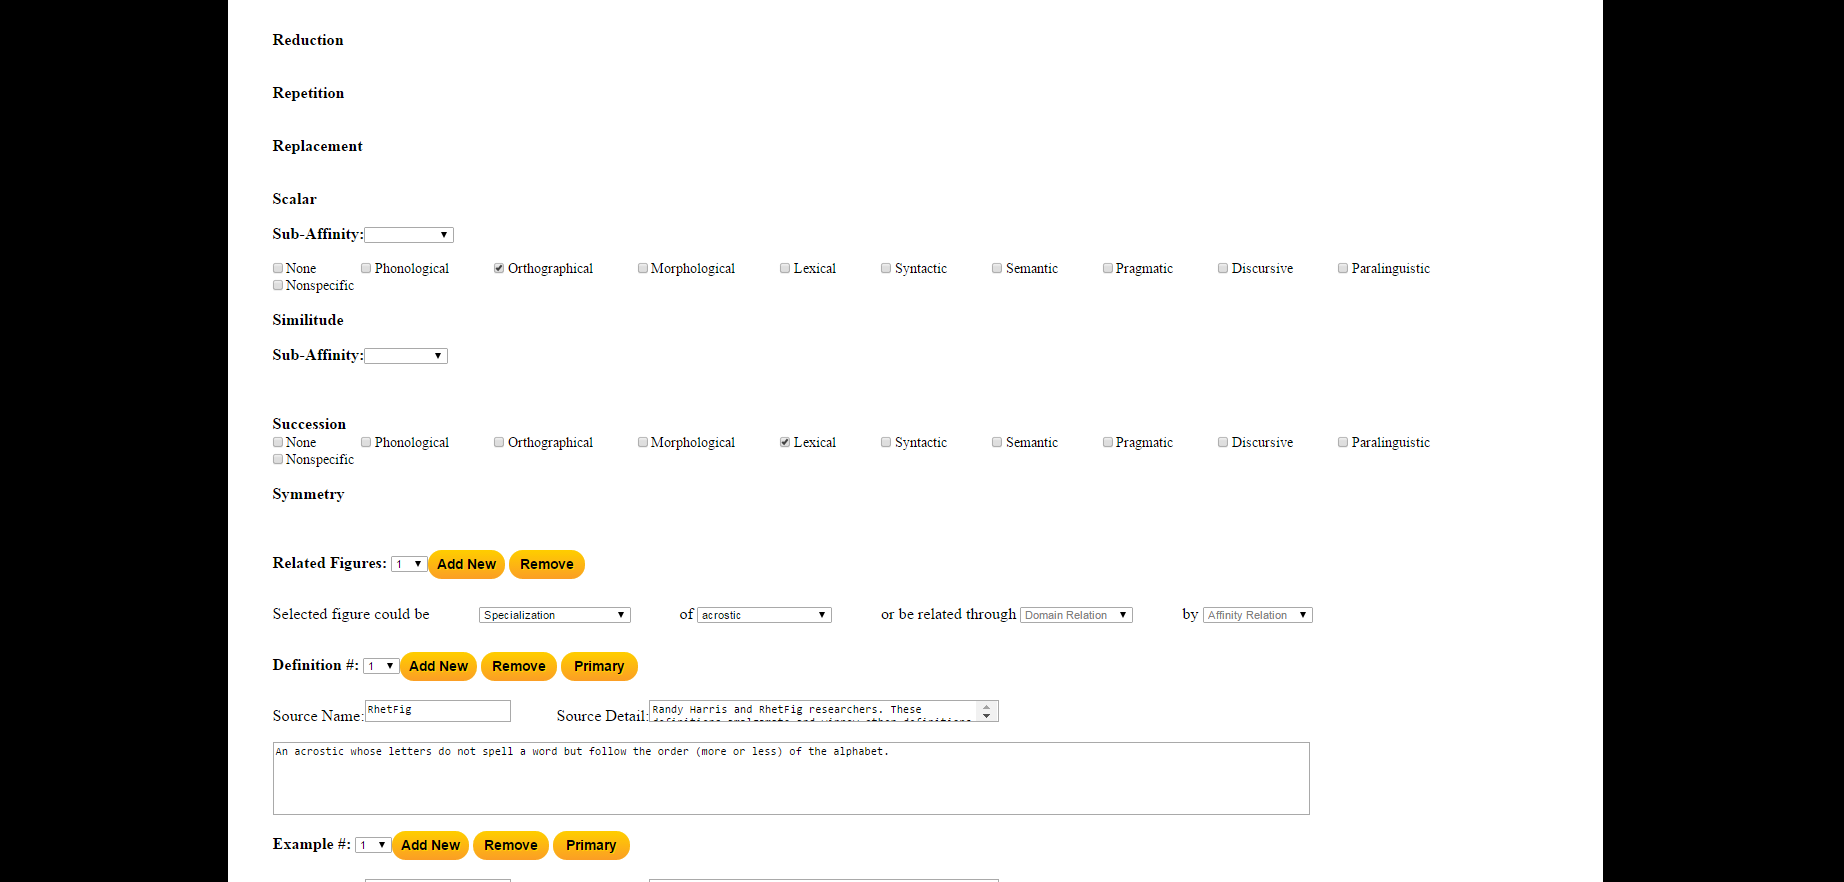 Reduction
Repetition
Replacement
Scalar
Sub-Affinity:
None Phonological Orthographical Morphological Lexical Syntactic Semantic Pragmatic Discursive Paralinguistic
Nonspecific
Similitude
Sub-Affinity:
Succession
None Phonological Orthographical Morphological Lexical Syntactic Semantic Pragmatic Discursive Paralinguistic
Nonspecific
Symmetry
Related Figures: 1 Add New Remove
Selected figure could be Specialization of acrostic or be related through Domain Relation by Affinity Relation
Definition #: 1 Add New Remove Primary
Source Name: RhetFig Source Detail: Randy Harris and RhetFig researchers. These
An acrostic whose letters do not spell a word but follow the order (more or less) of the alphabet.
Example #: 1 Add New Remove Primary